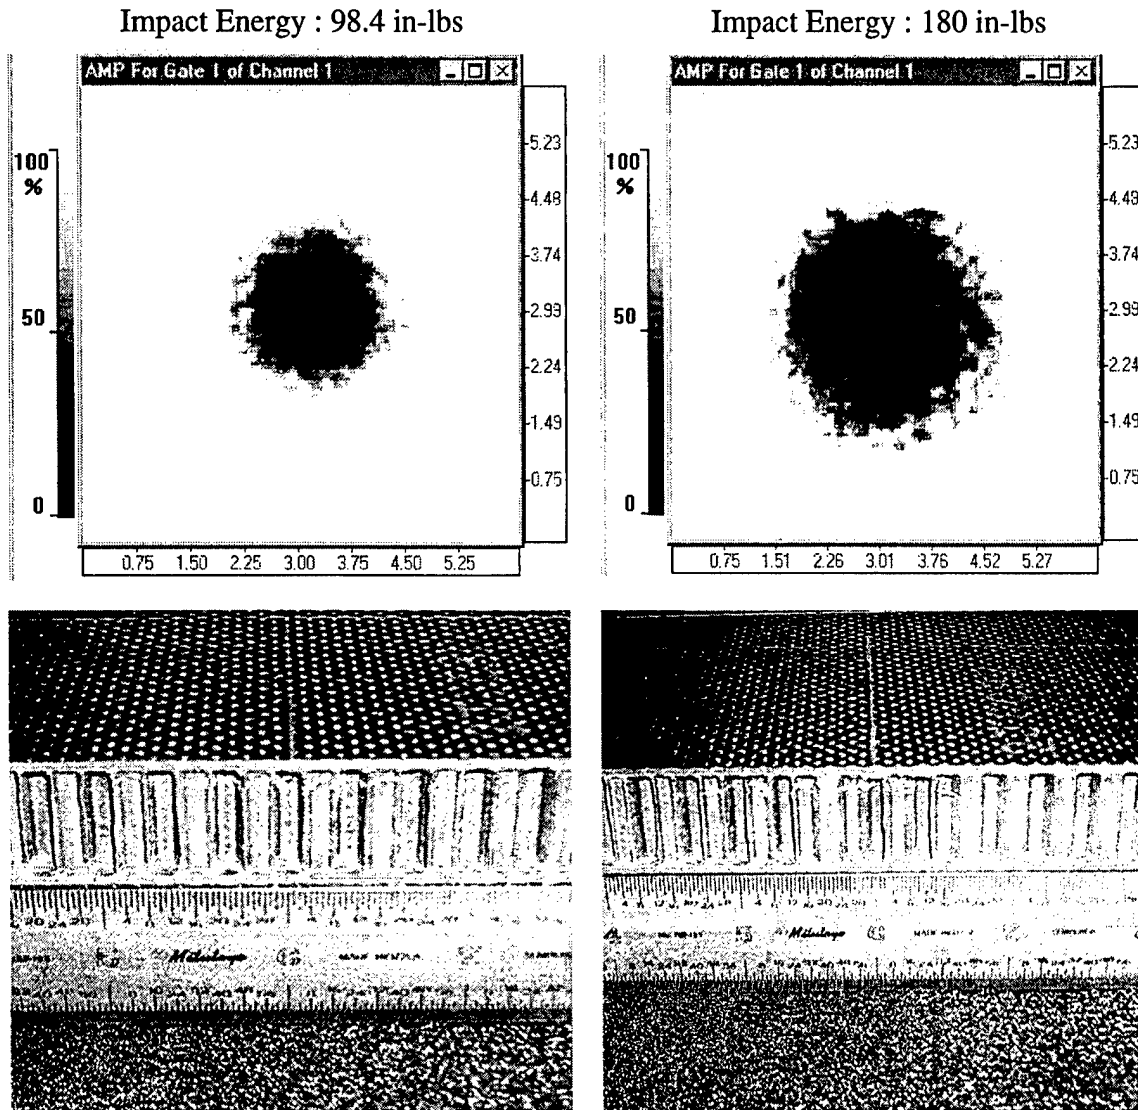 Impact Energy : 98.4 in-lbs
Impact Energy : 180 in-lbs
AMP For Gate 1 of Channel 1
100
%
50
0
5.23
4.48
3.74
2.99
2.24
1.49
0.75
0.75 1.50 2.25 3.00 3.75 4.50 5.25
AMP For Gate 1 of Channel 1
100
%
50
0
5.23
4.49
3.74
2.99
2.24
1.49
0.75
0.75 1.51 2.26 3.01 3.76 4.52 5.27
Mitutoyo
Mitutoyo